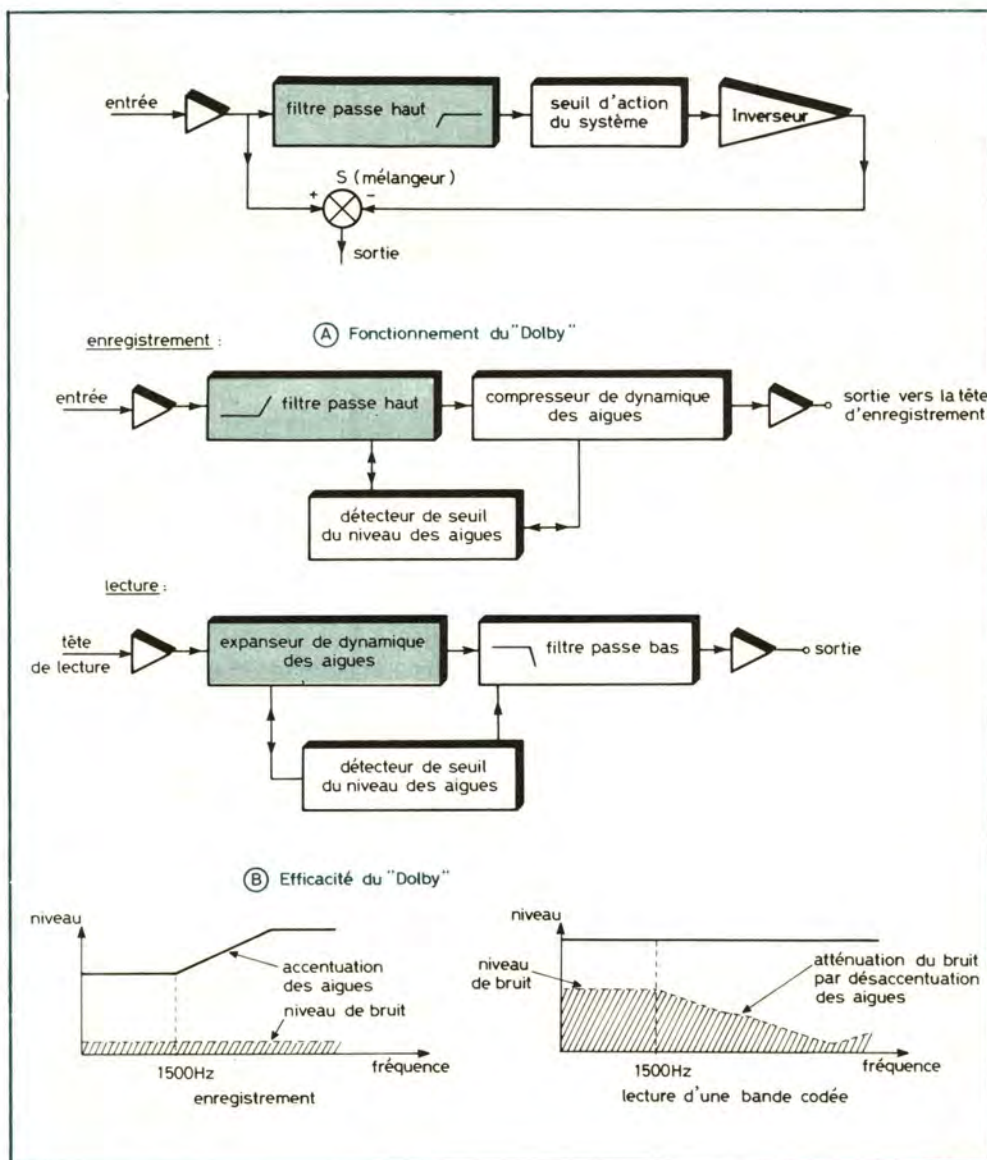 entrée
filtre passe haut
seuil d'action
du système
Inverseur
S (mélangeur)
+
-
sortie
Ⓐ Fonctionnement du "Dolby"
enregistrement :
entrée
filtre passe haut
compresseur de dynamique
des aigues
sortie vers la tête
d'enregistrement
détecteur de seuil
du niveau des aigues
lecture :
tête
de lecture
expanseur de dynamique
des aigues
filtre passe bas
sortie
détecteur de seuil
du niveau des aigues
Ⓑ Efficacité du "Dolby"
niveau
accentuation
des aigues
niveau de bruit
1500Hz
fréquence
enregistrement
niveau
niveau
de bruit
atténuation du bruit
par désaccentuation
des aigues
1500Hz
fréquence
lecture d'une bande codée